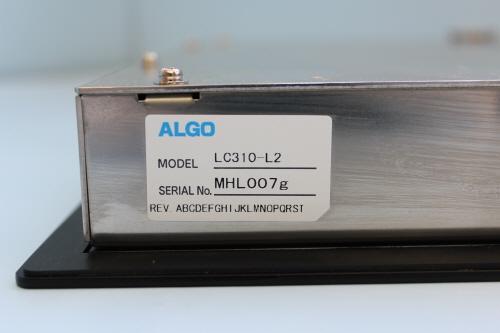 ALGO
MODEL LC310-L2
SERIAL No. MHL007g
REV. ABCDEFGHIJKLMNOPQRST